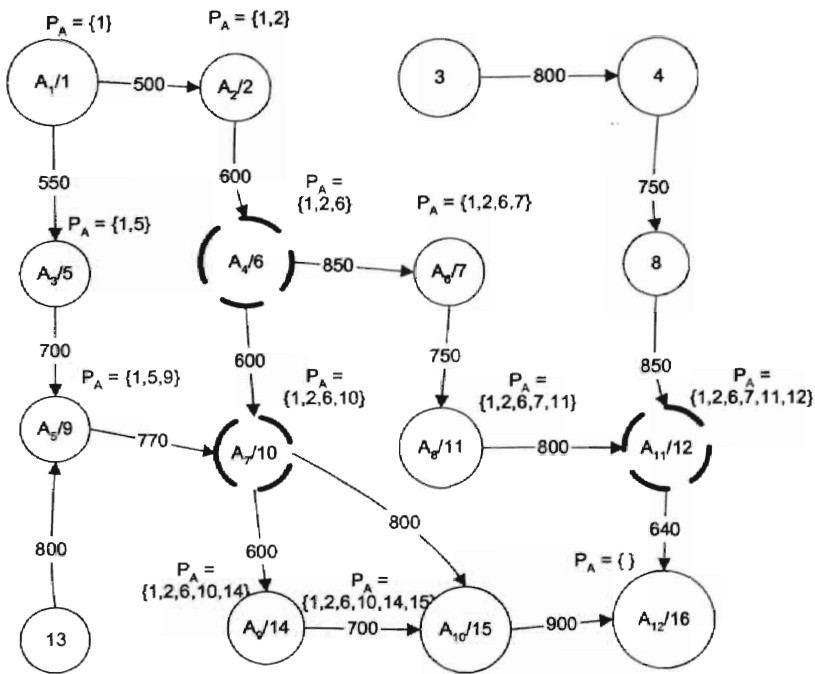 P_A = {1}
P_A = {1,2}
A_1/1
500
A_2/2
3
800
4
550
600
750
P_A =
{1,2,6}
P_A = {1,2,6,7}
P_A = {1,5}
A_3/5
A_4/6
850
A_6/7
8
700
600
750
850
P_A = {1,5,9}
P_A =
{1,2,6,10}
P_A =
{1,2,6,7,11}
P_A =
{1,2,6,7,11,12}
A_5/9
770
A_7/10
A_8/11
800
A_11/12
800
600
800
640
P_A =
{1,2,6,10,14}
P_A =
{1,2,6,10,14,15}
P_A = { }
13
A_9/14
700
A_10/15
900
A_12/16